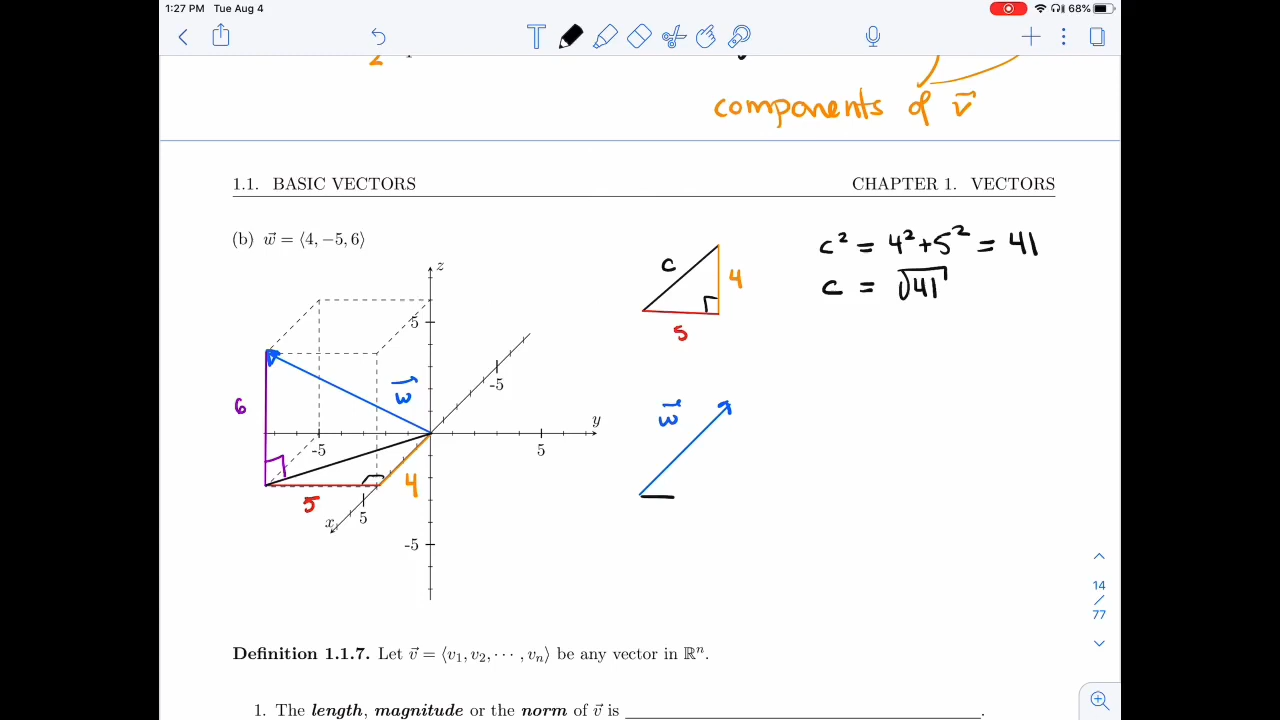 1:27 PM Tue Aug 4
68%
T
2
components of v⃗
1.1. BASIC VECTORS
CHAPTER 1. VECTORS
(b) w⃗ = ⟨4, −5, 6⟩
z
5
-5
y
-5
5
x
5
-5
6
w⃗
4
5
c
4
5
c² = 4² + 5² = 41
c = √41
w⃗
14
/
77
Definition 1.1.7. Let v⃗ = ⟨v₁, v₂, ⋯ , vₙ⟩ be any vector in ℝⁿ.
1. The length, magnitude or the norm of v⃗ is ____________________.